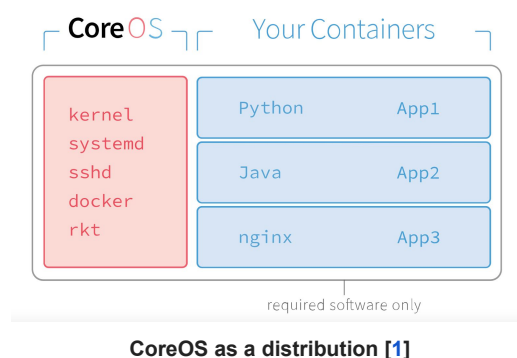 CoreOS
Your Containers
kernel
systemd
sshd
docker
rkt
Python App1
Java App2
nginx App3
required software only
CoreOS as a distribution [1]